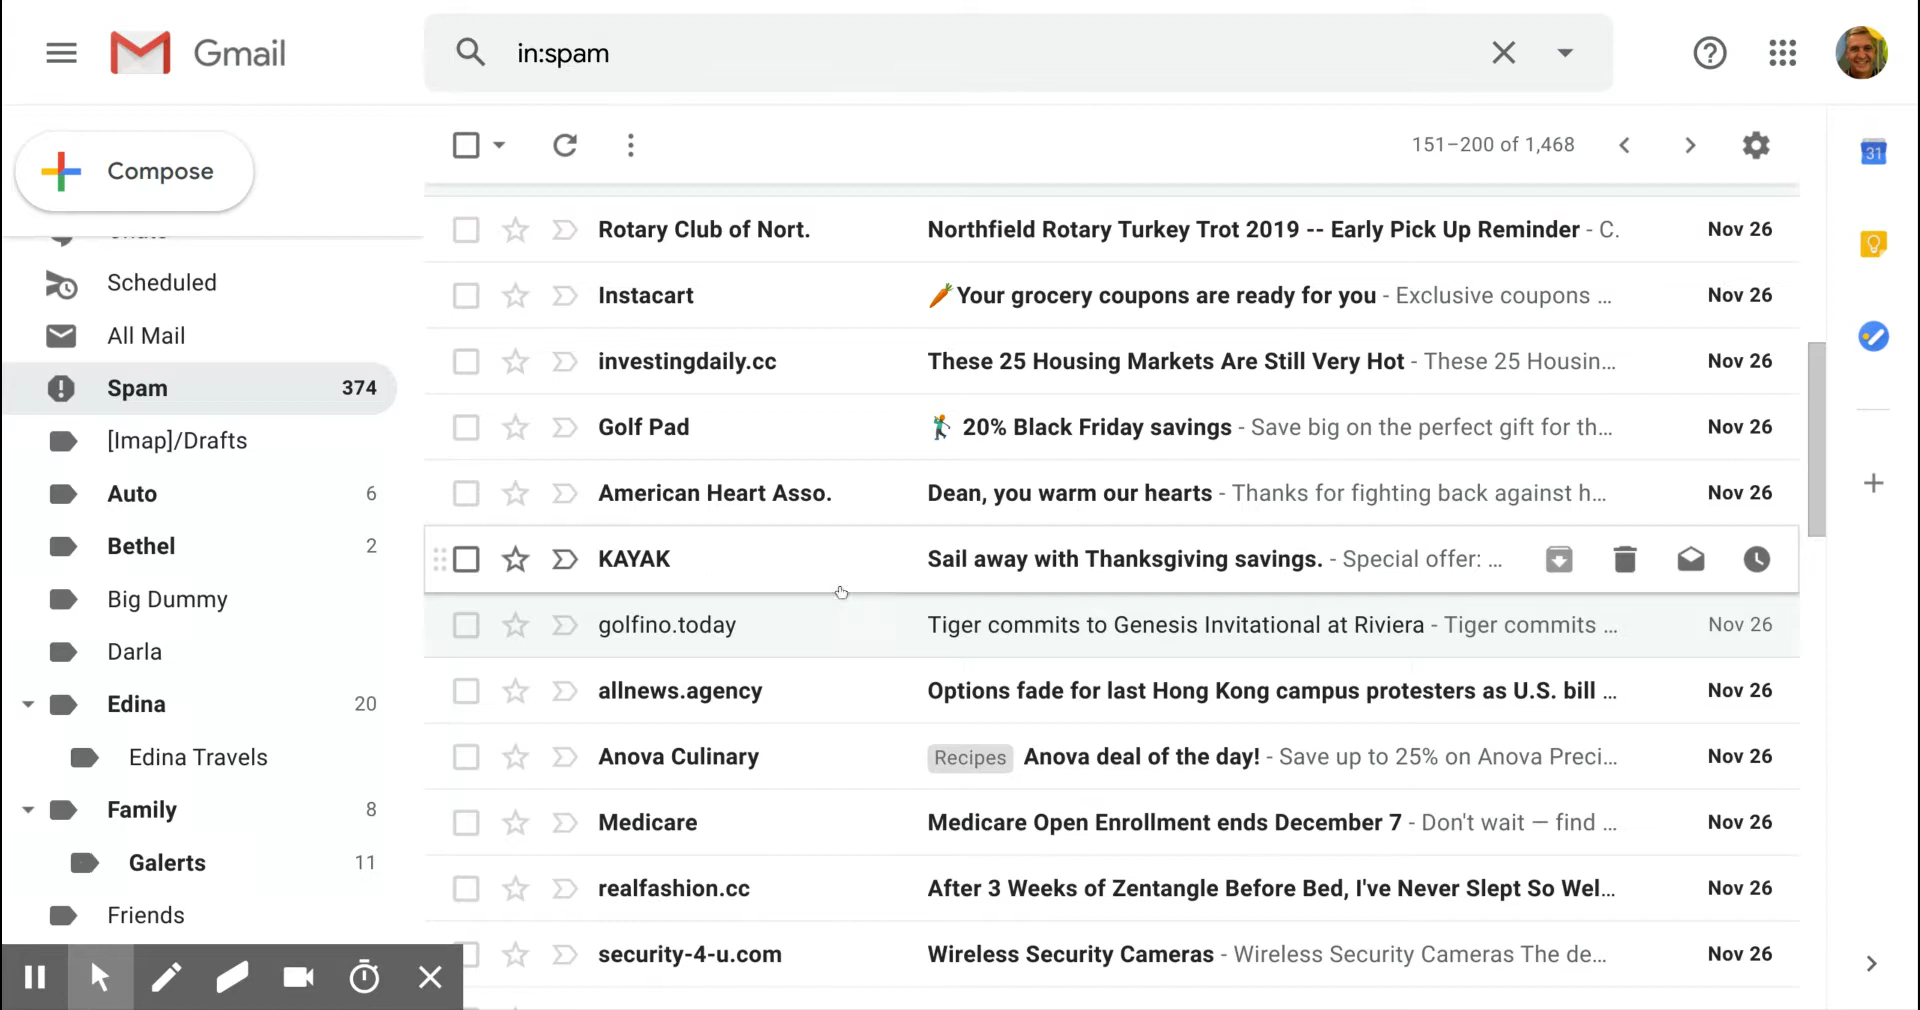 Gmail
in:spam
Compose
151–200 of 1,468
31
Scheduled
All Mail
Spam 374
[Imap]/Drafts
Auto 6
Bethel 2
Big Dummy
Darla
Edina 20
Edina Travels
Family 8
Galerts 11
Friends
Rotary Club of Nort. Northfield Rotary Turkey Trot 2019 -- Early Pick Up Reminder - C. Nov 26
Instacart 🥕Your grocery coupons are ready for you - Exclusive coupons ... Nov 26
investingdaily.cc These 25 Housing Markets Are Still Very Hot - These 25 Housin... Nov 26
Golf Pad 🏌 20% Black Friday savings - Save big on the perfect gift for th... Nov 26
American Heart Asso. Dean, you warm our hearts - Thanks for fighting back against h... Nov 26
KAYAK Sail away with Thanksgiving savings. - Special offer: ...
golfino.today Tiger commits to Genesis Invitational at Riviera - Tiger commits ... Nov 26
allnews.agency Options fade for last Hong Kong campus protesters as U.S. bill ... Nov 26
Anova Culinary Recipes Anova deal of the day! - Save up to 25% on Anova Preci... Nov 26
Medicare Medicare Open Enrollment ends December 7 - Don't wait — find ... Nov 26
realfashion.cc After 3 Weeks of Zentangle Before Bed, I've Never Slept So Wel... Nov 26
security-4-u.com Wireless Security Cameras - Wireless Security Cameras The de... Nov 26